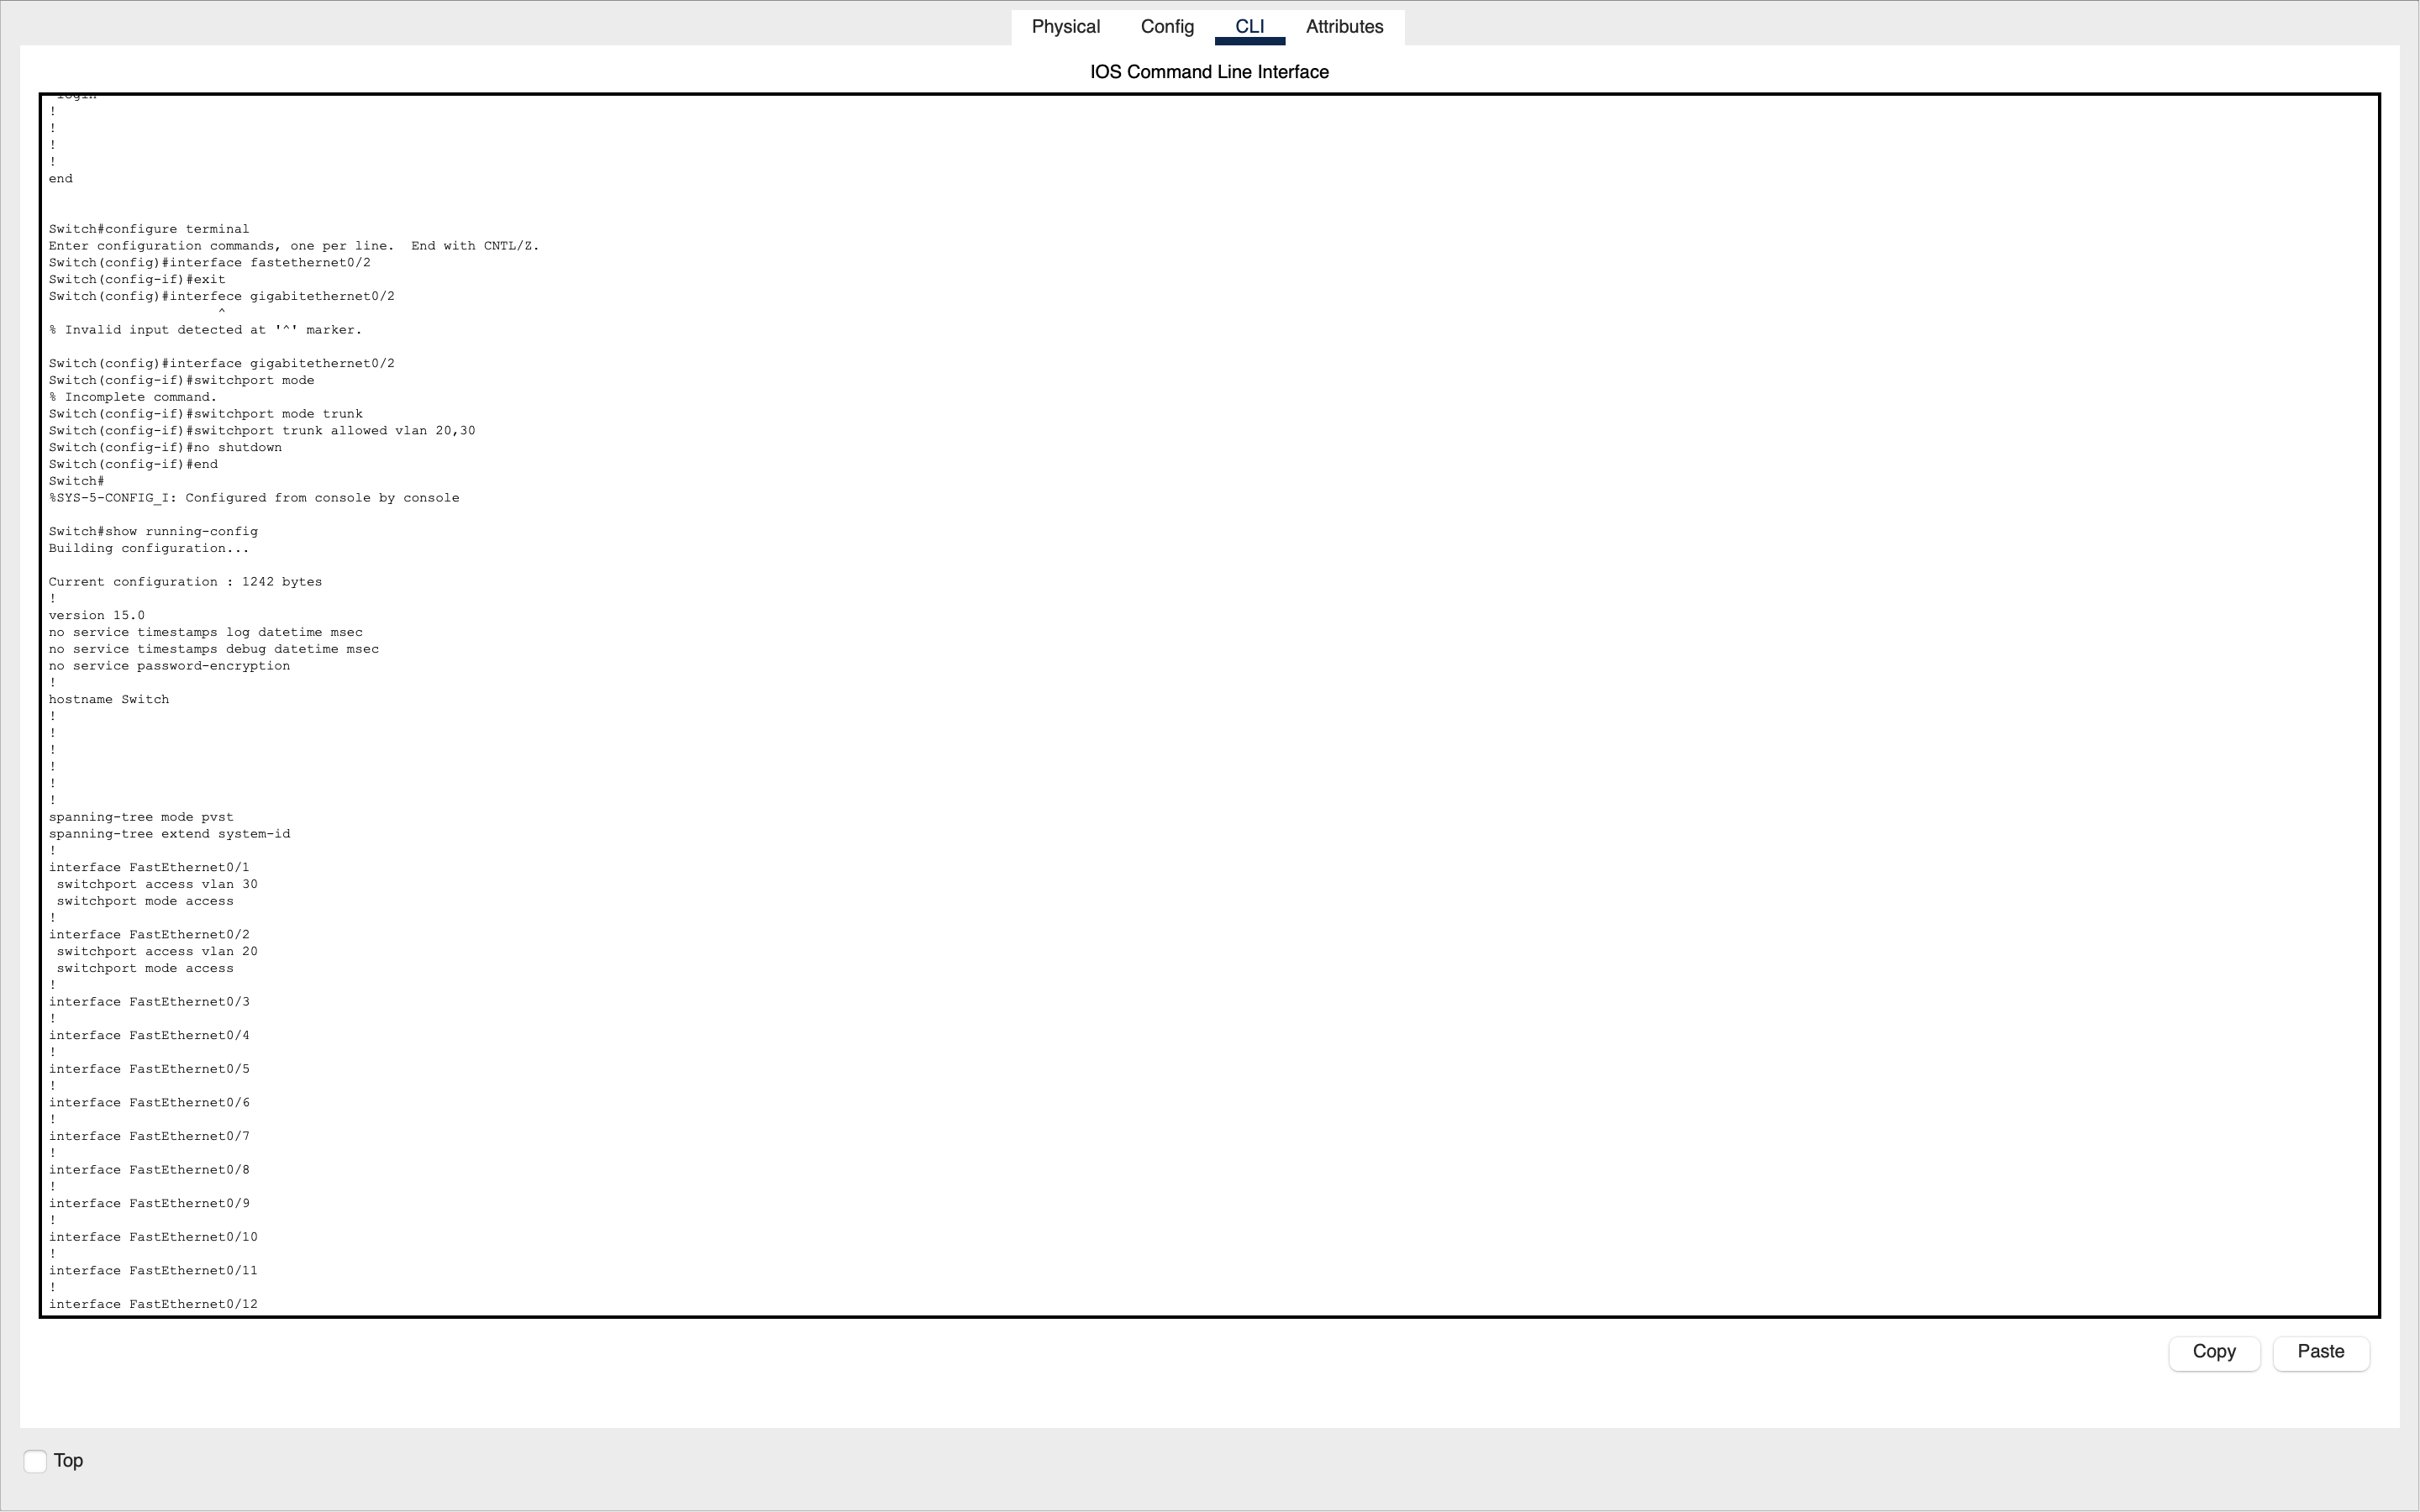 Physical Config CLI Attributes
IOS Command Line Interface
login
!
!
!
!
end
Switch#configure terminal
Enter configuration commands, one per line.  End with CNTL/Z.
Switch(config)#interface fastethernet0/2
Switch(config-if)#exit
Switch(config)#interfece gigabitethernet0/2
^
% Invalid input detected at '^' marker.
Switch(config)#interface gigabitethernet0/2
Switch(config-if)#switchport mode
% Incomplete command.
Switch(config-if)#switchport mode trunk
Switch(config-if)#switchport trunk allowed vlan 20,30
Switch(config-if)#no shutdown
Switch(config-if)#end
Switch#
%SYS-5-CONFIG_I: Configured from console by console
Switch#show running-config
Building configuration...
Current configuration : 1242 bytes
!
version 15.0
no service timestamps log datetime msec
no service timestamps debug datetime msec
no service password-encryption
!
hostname Switch
!
!
!
!
!
!
spanning-tree mode pvst
spanning-tree extend system-id
!
interface FastEthernet0/1
switchport access vlan 30
switchport mode access
!
interface FastEthernet0/2
switchport access vlan 20
switchport mode access
!
interface FastEthernet0/3
!
interface FastEthernet0/4
!
interface FastEthernet0/5
!
interface FastEthernet0/6
!
interface FastEthernet0/7
!
interface FastEthernet0/8
!
interface FastEthernet0/9
!
interface FastEthernet0/10
!
interface FastEthernet0/11
!
interface FastEthernet0/12
Copy Paste
Top